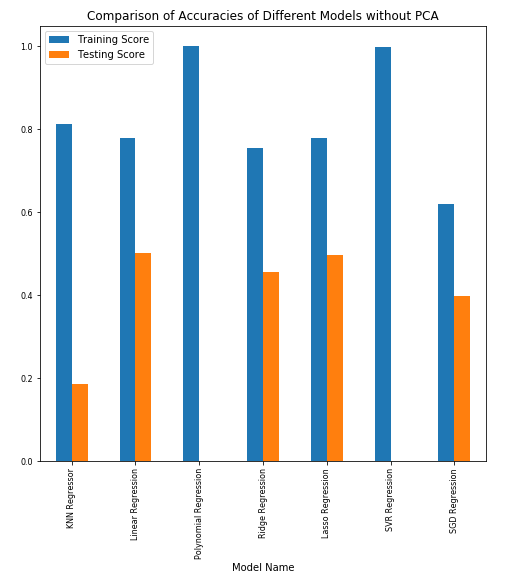 Comparison of Accuracies of Different Models without PCA
Training Score
Testing Score
1.0
0.8
0.6
0.4
0.2
0.0
KNN Regressor
Linear Regression
Polynomial Regression
Ridge Regression
Lasso Regression
SVR Regression
SGD Regression
Model Name